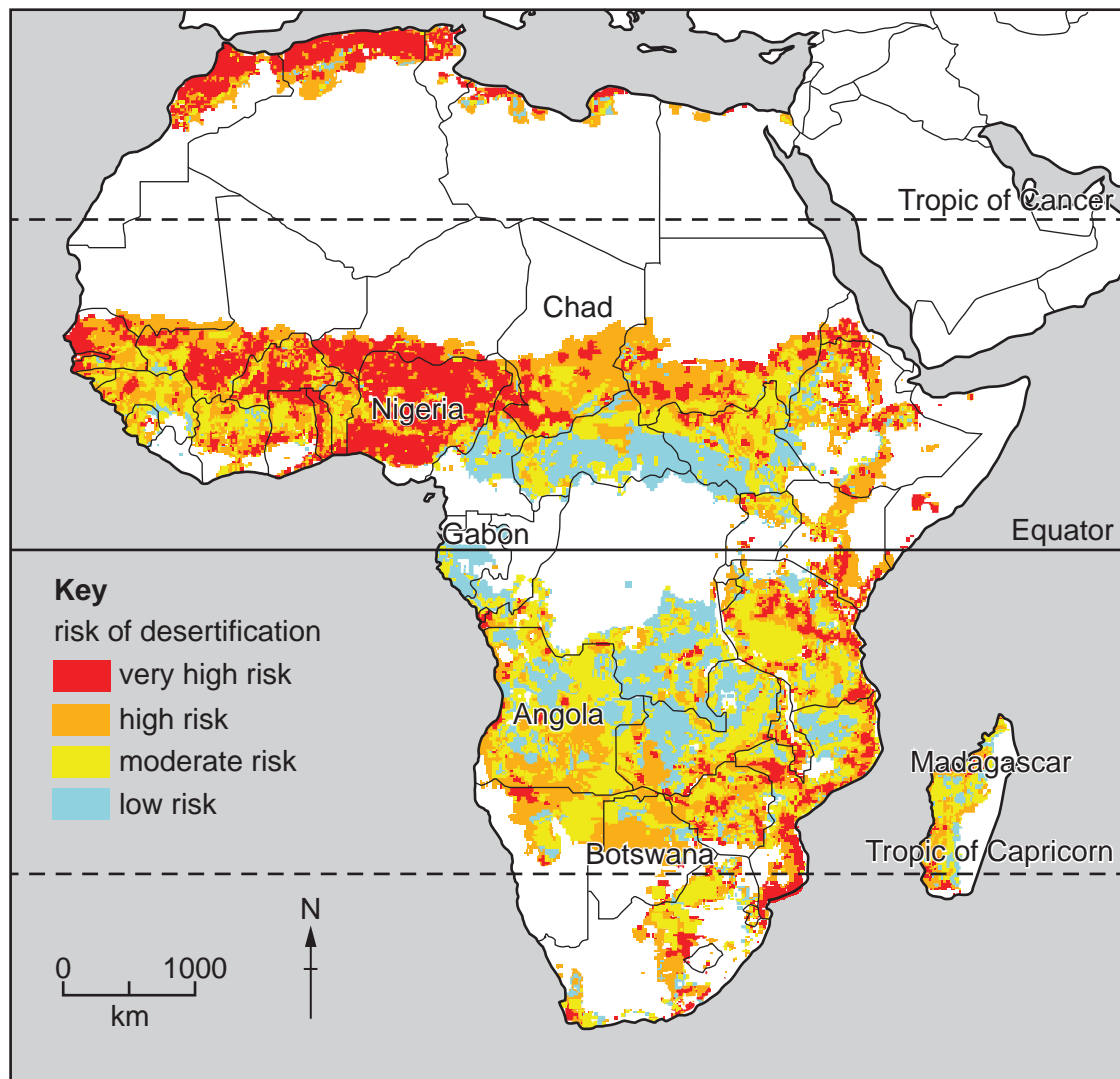 Tropic of Cancer
Chad
Nigeria
Equator
Gabon
Key
risk of desertification
very high risk
high risk
moderate risk
low risk
Angola
Madagascar
Botswana
Tropic of Capricorn
N
0 1000
km